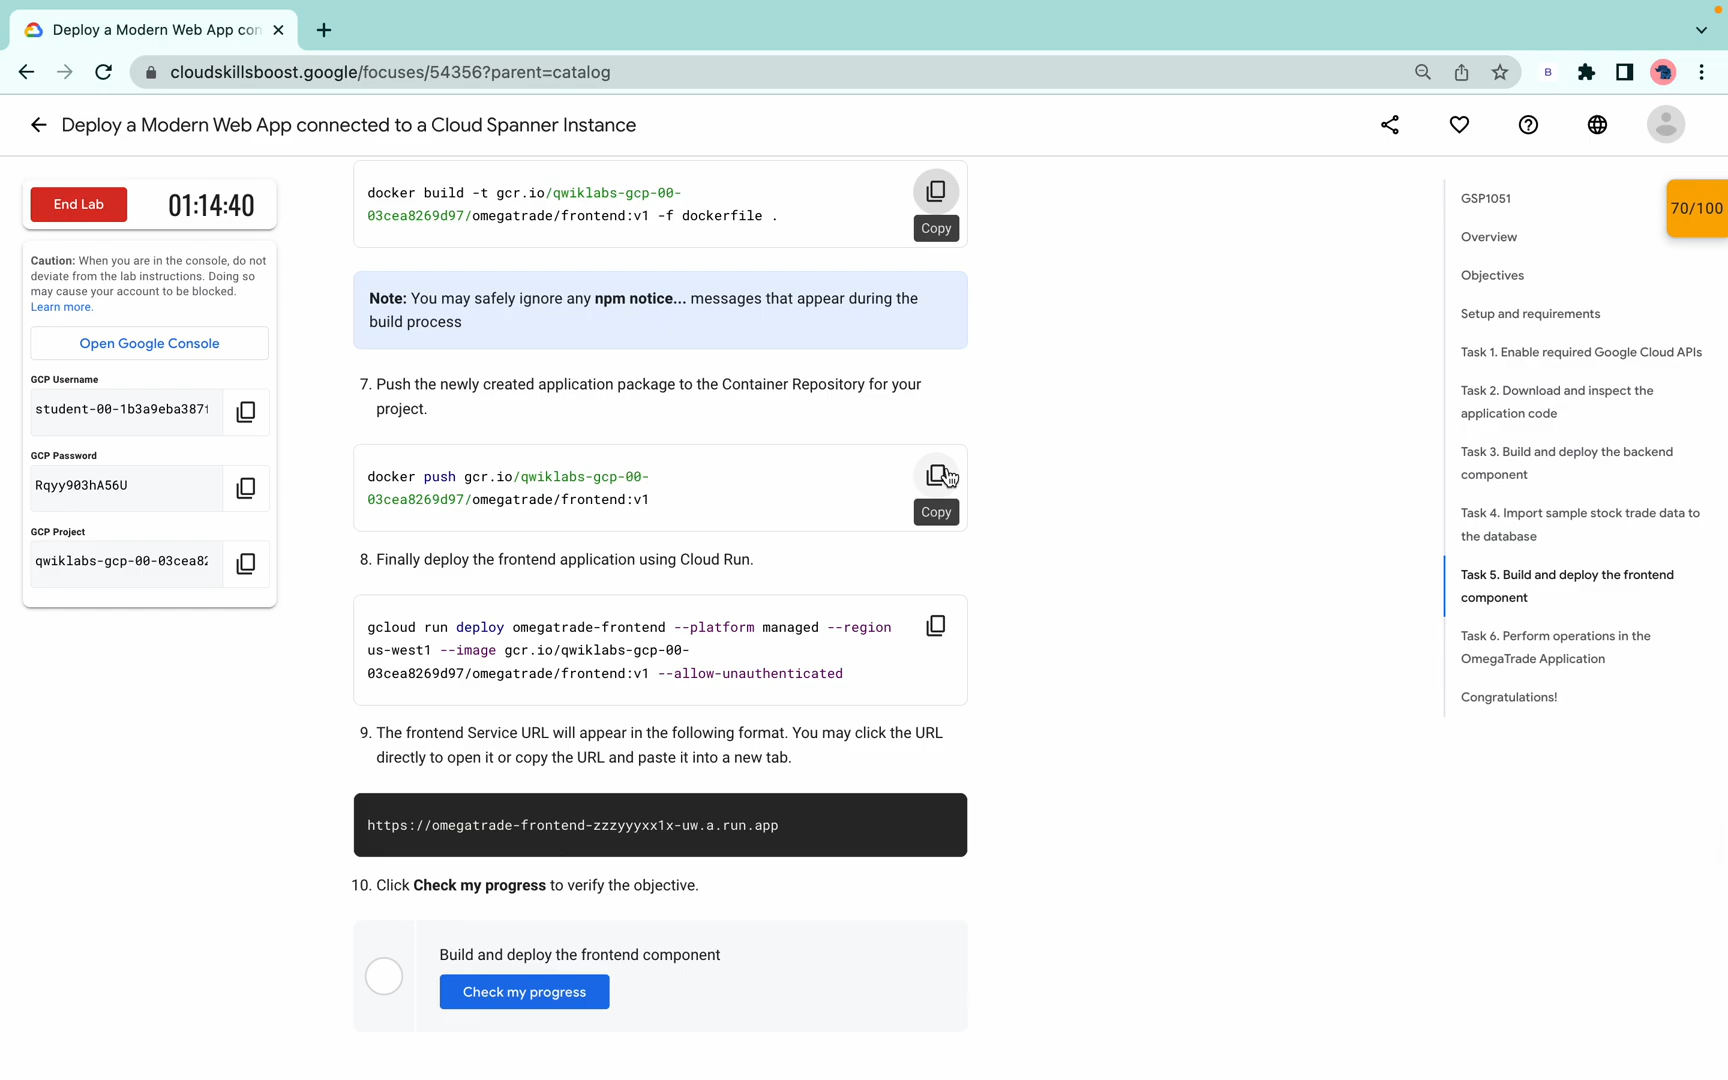 Deploy a Modern Web App con
cloudskillsboost.google/focuses/54356?parent=catalog
B
Deploy a Modern Web App connected to a Cloud Spanner Instance
End Lab
01:14:40
Caution: When you are in the console, do not
deviate from the lab instructions. Doing so
may cause your account to be blocked.
Learn more.
Open Google Console
GCP Username
student-00-1b3a9eba387f
GCP Password
Rqyy903hA56U
GCP Project
qwiklabs-gcp-00-03cea82
docker build -t gcr.io/qwiklabs-gcp-00-
03cea8269d97/omegatrade/frontend:v1 -f dockerfile .
Copy
Note: You may safely ignore any npm notice... messages that appear during the
build process
7. Push the newly created application package to the Container Repository for your
project.
docker push gcr.io/qwiklabs-gcp-00-
03cea8269d97/omegatrade/frontend:v1
Copy
8. Finally deploy the frontend application using Cloud Run.
gcloud run deploy omegatrade-frontend --platform managed --region
us-west1 --image gcr.io/qwiklabs-gcp-00-
03cea8269d97/omegatrade/frontend:v1 --allow-unauthenticated
9. The frontend Service URL will appear in the following format. You may click the URL
directly to open it or copy the URL and paste it into a new tab.
https://omegatrade-frontend-zzzyyyxx1x-uw.a.run.app
10. Click Check my progress to verify the objective.
Build and deploy the frontend component
Check my progress
GSP1051
Overview
Objectives
Setup and requirements
Task 1. Enable required Google Cloud APIs
Task 2. Download and inspect the
application code
Task 3. Build and deploy the backend
component
Task 4. Import sample stock trade data to
the database
Task 5. Build and deploy the frontend
component
Task 6. Perform operations in the
OmegaTrade Application
Congratulations!
70/100